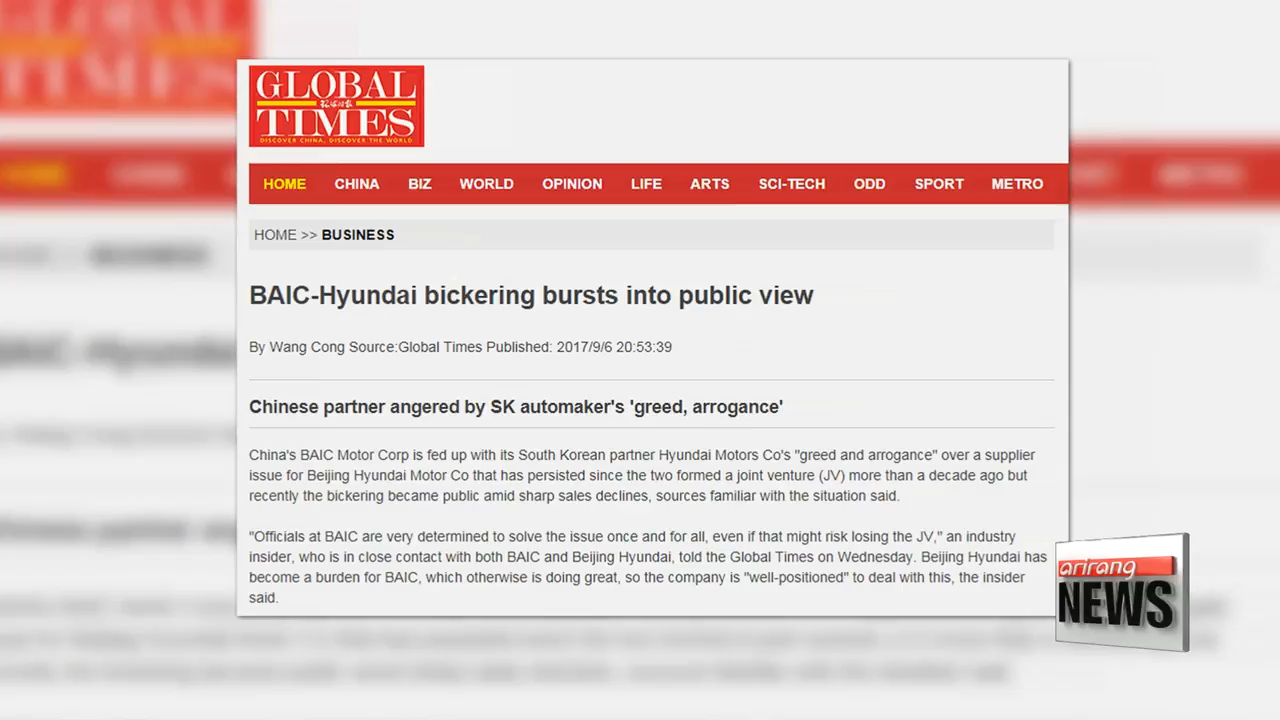 GLOBAL
TIMES
DISCOVER CHINA, DISCOVER THE WORLD
HOME CHINA BIZ WORLD OPINION LIFE ARTS SCI-TECH ODD SPORT METRO
HOME >> BUSINESS
BAIC-Hyundai bickering bursts into public view
By Wang Cong Source:Global Times Published: 2017/9/6 20:53:39
Chinese partner angered by SK automaker's 'greed, arrogance'
China's BAIC Motor Corp is fed up with its South Korean partner Hyundai Motors Co's "greed and arrogance" over a supplier
issue for Beijing Hyundai Motor Co that has persisted since the two formed a joint venture (JV) more than a decade ago but
recently the bickering became public amid sharp sales declines, sources familiar with the situation said.
"Officials at BAIC are very determined to solve the issue once and for all, even if that might risk losing the JV," an industry
insider, who is in close contact with both BAIC and Beijing Hyundai, told the Global Times on Wednesday. Beijing Hyundai has
become a burden for BAIC, which otherwise is doing great, so the company is "well-positioned" to deal with this, the insider
said.
arirang
NEWS